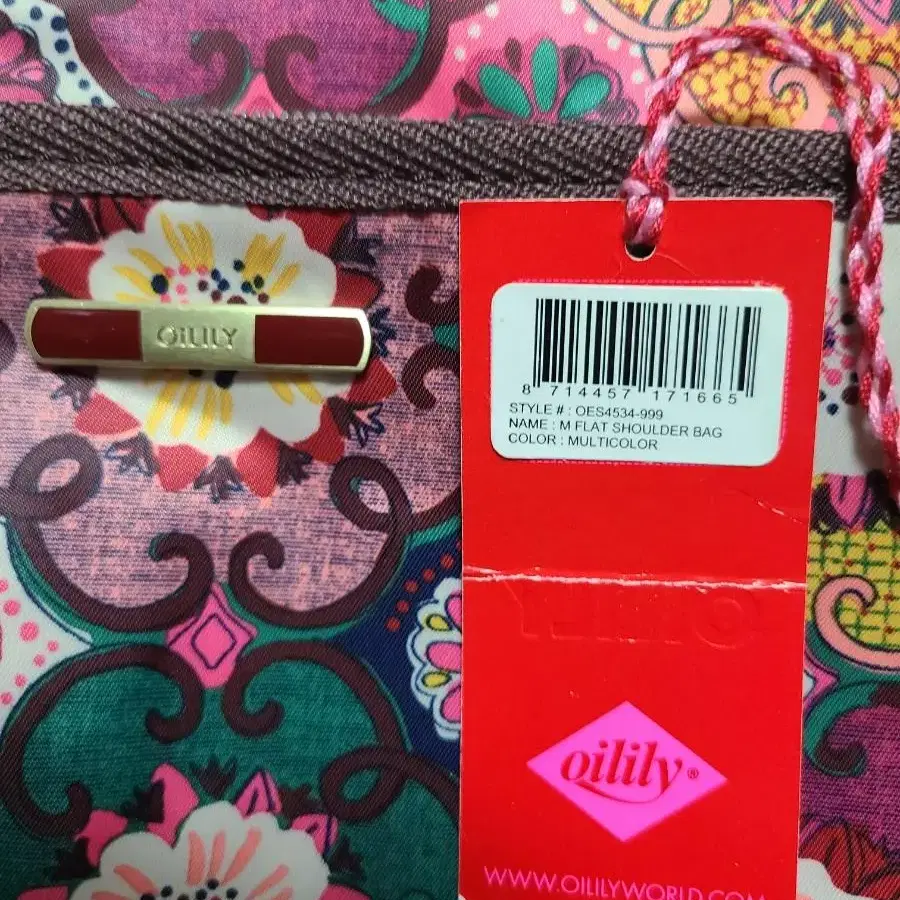 OiLILY
8 714457 171665
STYLE # : OES4534-999
NAME : M FLAT SHOULDER BAG
COLOR : MULTICOLOR
oilily®
WWW.OILILYWORLD.COM